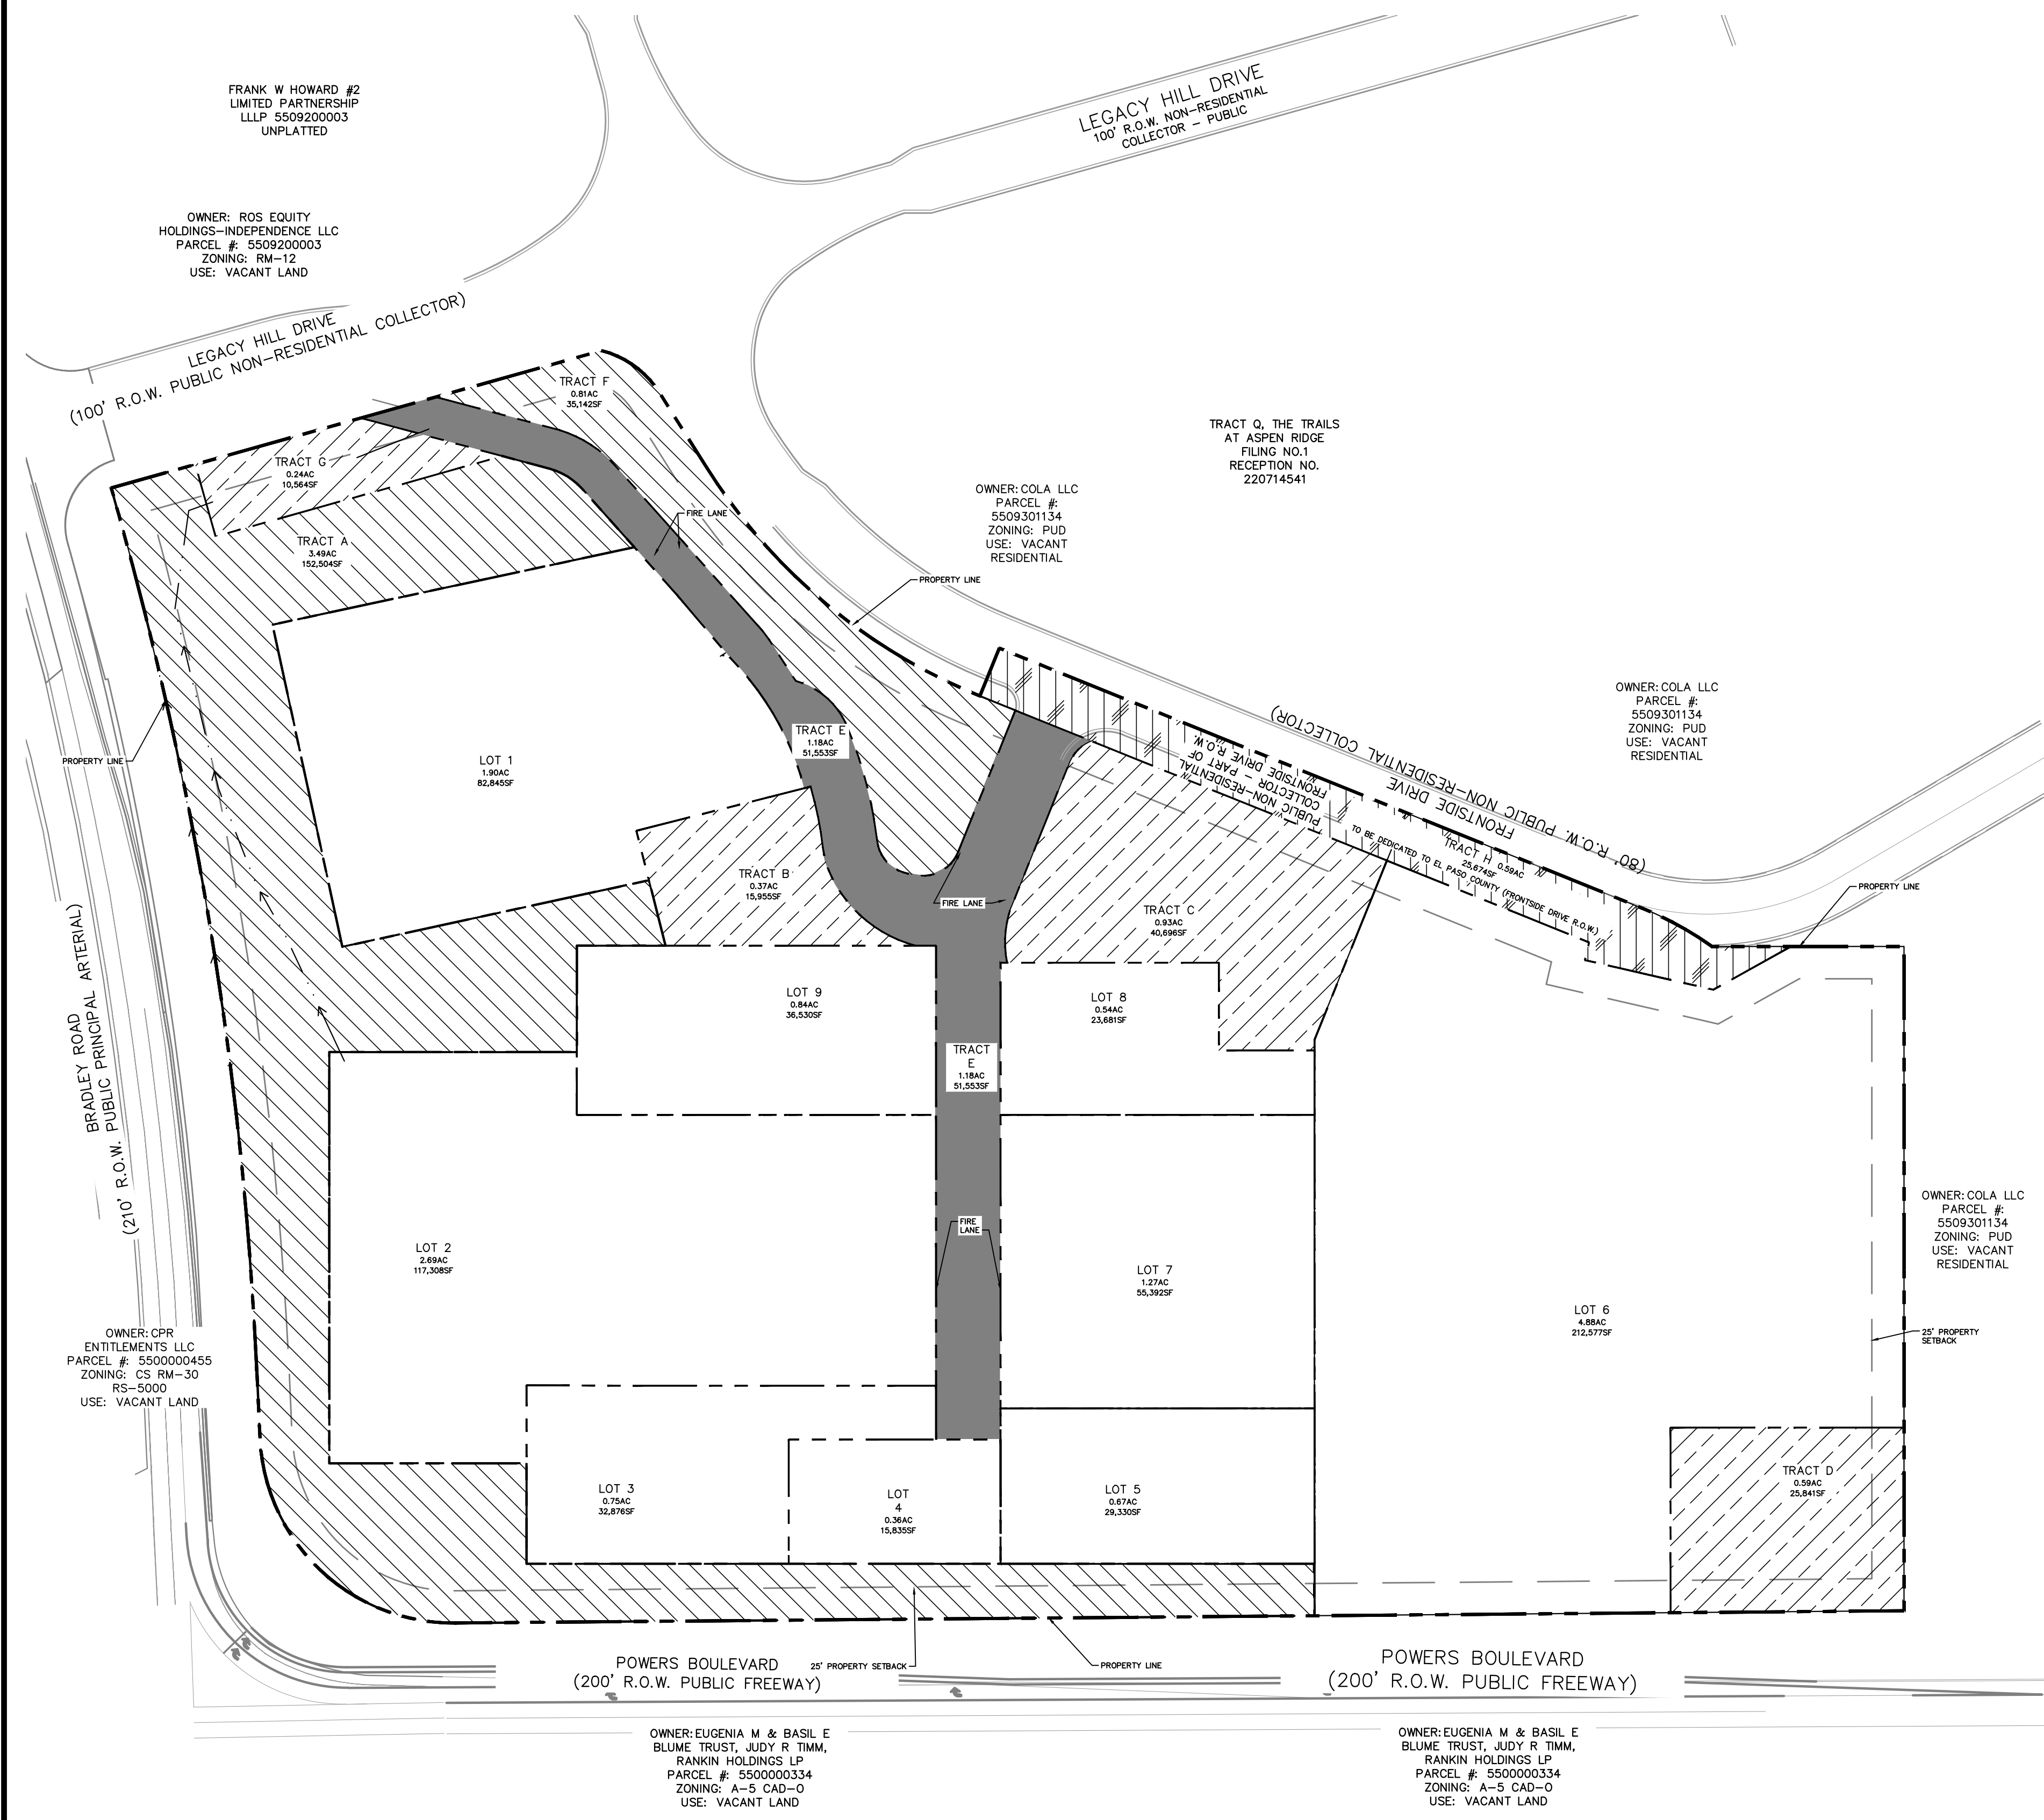 FRANK W HOWARD #2
LIMITED PARTNERSHIP
LLLP 5509200003
UNPLATTED
OWNER: ROS EQUITY
HOLDINGS-INDEPENDENCE LLC
PARCEL #: 5509200003
ZONING: RM-12
USE: VACANT LAND
LEGACY HILL DRIVE
100' R.O.W. NON-RESIDENTIAL
COLLECTOR - PUBLIC
LEGACY HILL DRIVE
(100' R.O.W. PUBLIC NON-RESIDENTIAL COLLECTOR)
TRACT F
0.81AC
35,142SF
TRACT G
0.24AC
10,564SF
TRACT A
3.49AC
152,504SF
FIRE LANE
TRACT Q, THE TRAILS
AT ASPEN RIDGE
FILING NO.1
RECEPTION NO.
220714541
OWNER: COLA LLC
PARCEL #:
5509301134
ZONING: PUD
USE: VACANT
RESIDENTIAL
PROPERTY LINE
OWNER: COLA LLC
PARCEL #:
5509301134
ZONING: PUD
USE: VACANT
RESIDENTIAL
PROPERTY LINE
LOT 1
1.90AC
82,845SF
TRACT E
1.18AC
51,553SF
FRONTSIDE DRIVE
(80' R.O.W. PUBLIC NON-RESIDENTIAL COLLECTOR)
PUBLIC NON-RESIDENTIAL
COLLECTOR - PART OF
FRONTSIDE DRIVE R.O.W.
TRACT H 0.59AC
25,674SF
TO BE DEDICATED TO EL PASO COUNTY (FRONTSIDE DRIVE R.O.W.)
PROPERTY LINE
TRACT B
0.37AC
15,955SF
FIRE LANE
TRACT C
0.93AC
40,696SF
LOT 9
0.84AC
36,530SF
LOT 8
0.54AC
23,681SF
TRACT
E
1.18AC
51,553SF
BRADLEY ROAD
(210' R.O.W. PUBLIC PRINCIPAL ARTERIAL)
FIRE
LANE
LOT 2
2.69AC
117,308SF
LOT 7
1.27AC
55,392SF
LOT 6
4.88AC
212,577SF
OWNER: COLA LLC
PARCEL #:
5509301134
ZONING: PUD
USE: VACANT
RESIDENTIAL
25' PROPERTY
SETBACK
OWNER: CPR
ENTITLEMENTS LLC
PARCEL #: 5500000455
ZONING: CS RM-30
RS-5000
USE: VACANT LAND
LOT 3
0.75AC
32,876SF
LOT
4
0.36AC
15,835SF
LOT 5
0.67AC
29,330SF
TRACT D
0.59AC
25,841SF
POWERS BOULEVARD
(200' R.O.W. PUBLIC FREEWAY)
25' PROPERTY SETBACK
PROPERTY LINE
POWERS BOULEVARD
(200' R.O.W. PUBLIC FREEWAY)
OWNER: EUGENIA M & BASIL E
BLUME TRUST, JUDY R TIMM,
RANKIN HOLDINGS LP
PARCEL #: 5500000334
ZONING: A-5 CAD-O
USE: VACANT LAND
OWNER: EUGENIA M & BASIL E
BLUME TRUST, JUDY R TIMM,
RANKIN HOLDINGS LP
PARCEL #: 5500000334
ZONING: A-5 CAD-O
USE: VACANT LAND